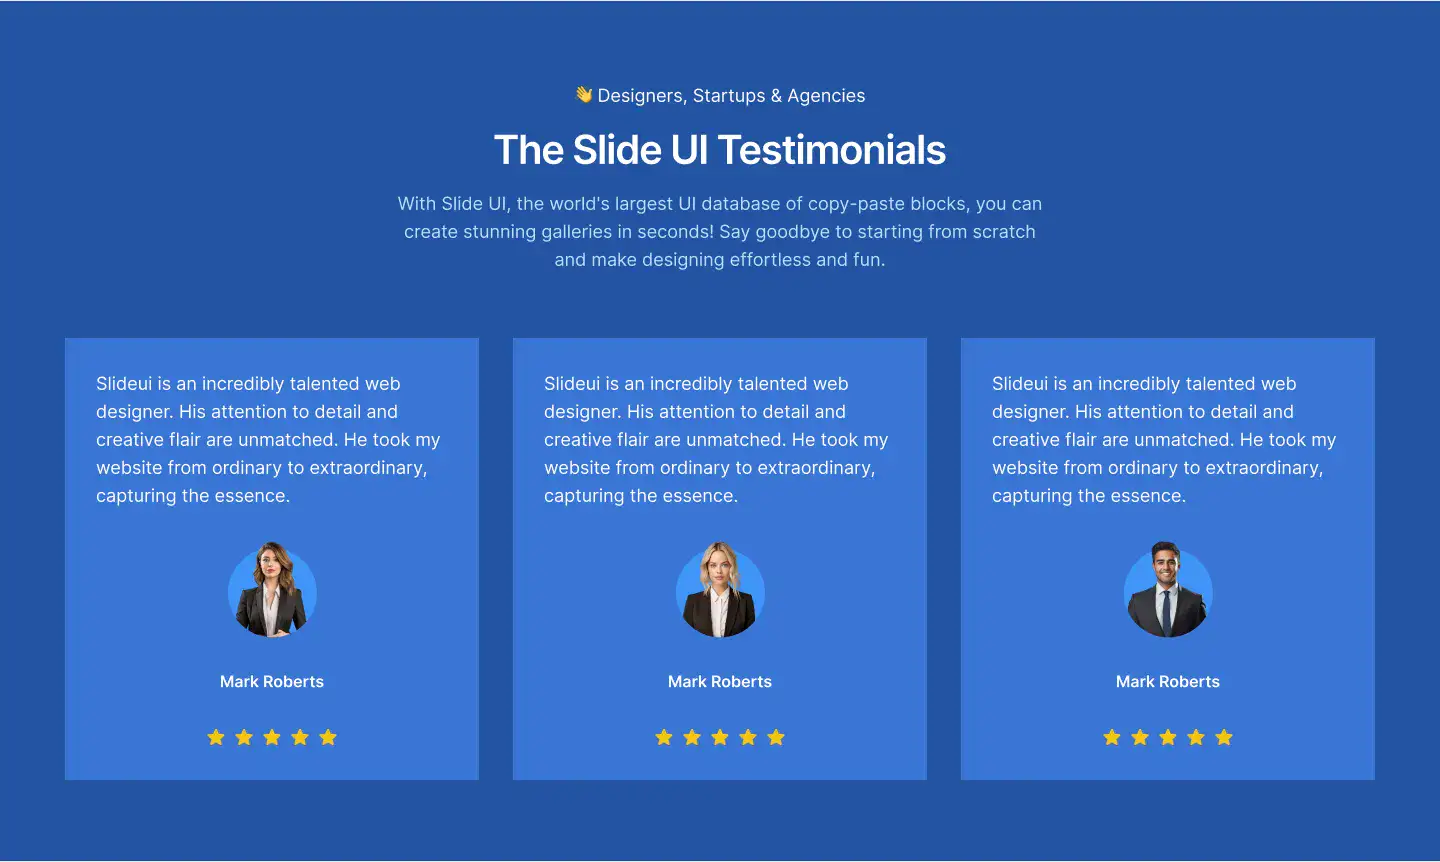 👋 Designers, Startups & Agencies
The Slide UI Testimonials
With Slide UI, the world's largest UI database of copy-paste blocks, you can
create stunning galleries in seconds! Say goodbye to starting from scratch
and make designing effortless and fun.
Slideui is an incredibly talented web
designer. His attention to detail and
creative flair are unmatched. He took my
website from ordinary to extraordinary,
capturing the essence.
Mark Roberts
Slideui is an incredibly talented web
designer. His attention to detail and
creative flair are unmatched. He took my
website from ordinary to extraordinary,
capturing the essence.
Mark Roberts
Slideui is an incredibly talented web
designer. His attention to detail and
creative flair are unmatched. He took my
website from ordinary to extraordinary,
capturing the essence.
Mark Roberts